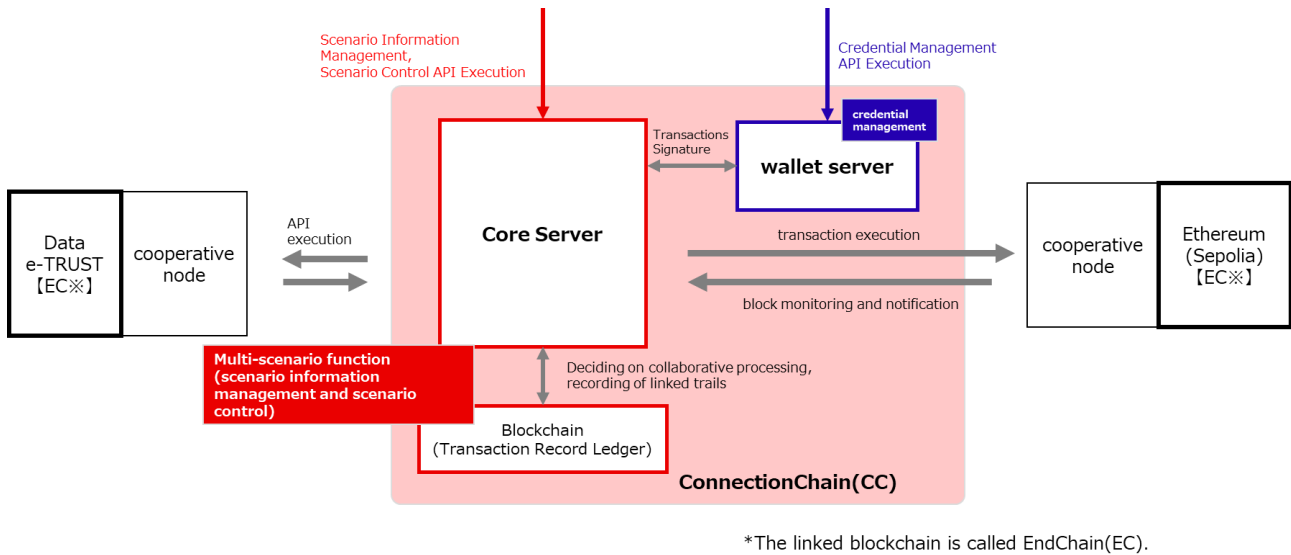 Scenario Information
Management,
Scenario Control API Execution
Credential Management
API Execution
credential
management
Transactions
Signature
wallet server
Core Server
Data
e-TRUST
【EC※】
cooperative
node
API
execution
transaction execution
block monitoring and notification
cooperative
node
Ethereum
(Sepolia)
【EC※】
Multi-scenario function
(scenario information
management and scenario
control)
Deciding on collaborative processing,
recording of linked trails
Blockchain
(Transaction Record Ledger)
ConnectionChain(CC)
*The linked blockchain is called EndChain(EC).